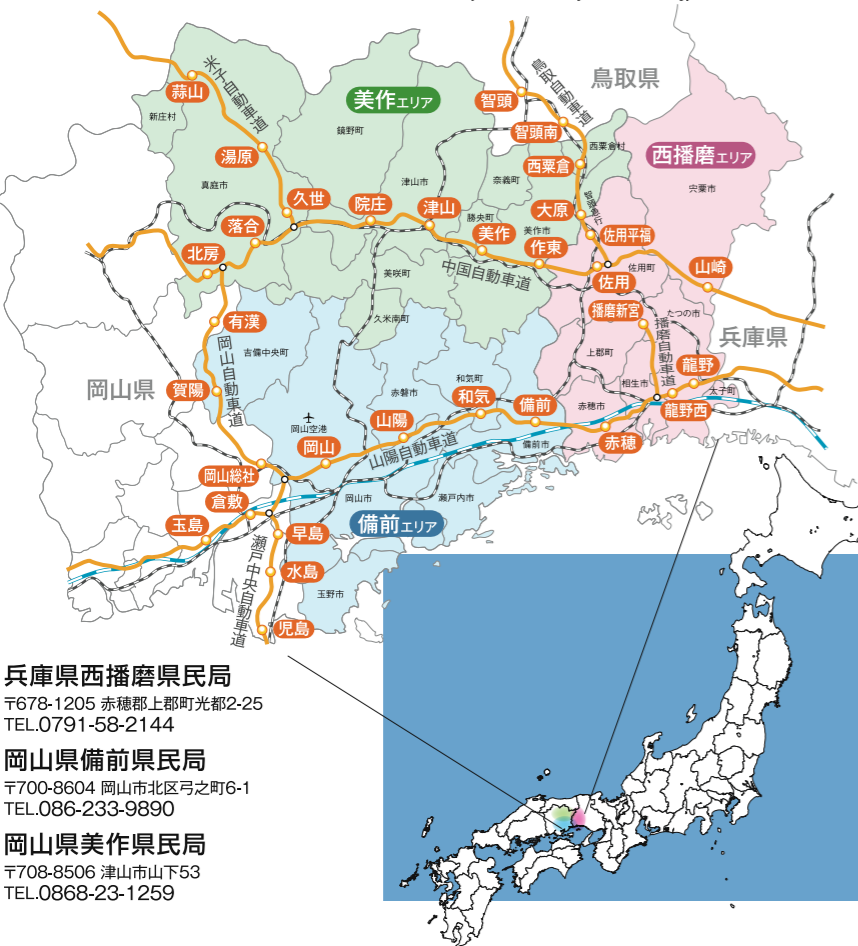 鳥取県
米子自動車道
鳥取自動車道
蒜山
美作エリア
智頭
新庄村
鏡野町
智頭南
西粟倉村
西播磨エリア
湯原
西粟倉
真庭市
津山市
奈義町
智頭急行
宍粟市
久世
院庄
津山
勝央町
大原
落合
美作
美作市
佐用平福
北房
作東
中国自動車道
佐用
佐用町
山崎
美咲町
有漢
久米南町
播磨新宮
たつの市
播磨自動車道
兵庫県
岡山自動車道
吉備中央町
上郡町
岡山県
賀陽
和気町
相生市
龍野
赤磐市
和気
太子町
岡山空港
山陽
備前
赤穂市
龍野西
岡山
山陽自動車道
備前市
赤穂
岡山総社
倉敷
岡山市
瀬戸内市
玉島
早島
備前エリア
瀬戸中央自動車道
水島
玉野市
児島
兵庫県西播磨県民局
〒678-1205 赤穂郡上郡町光都2-25
TEL.0791-58-2144
岡山県備前県民局
〒700-8604 岡山市北区弓之町6-1
TEL.086-233-9890
岡山県美作県民局
〒708-8506 津山市山下53
TEL.0868-23-1259